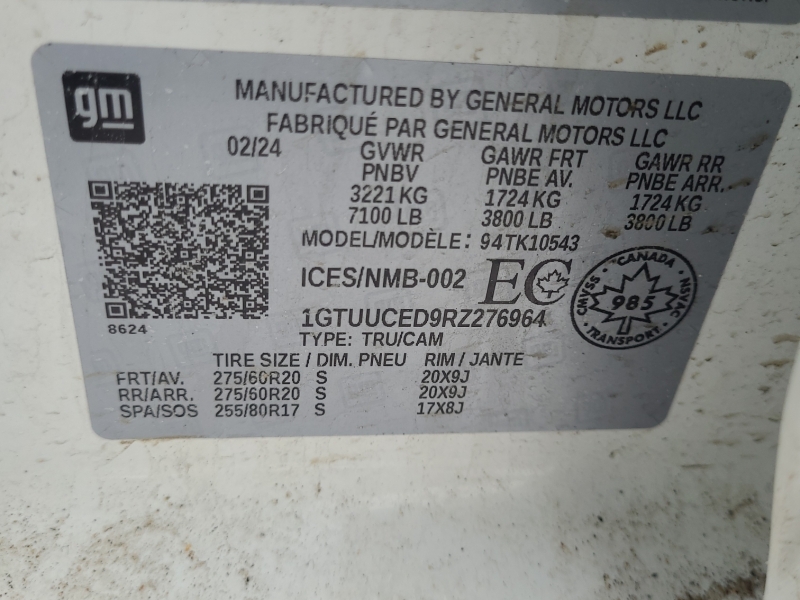 gm
MANUFACTURED BY GENERAL MOTORS LLC
FABRIQUÉ PAR GENERAL MOTORS LLC
02/24 GVWR GAWR FRT GAWR RR
PNBV PNBE AV. PNBE ARR.
3221 KG 1724 KG 1724 KG
7100 LB 3800 LB 3800 LB
MODEL/MODÈLE: 94TK10543
ICES/NMB-002 EC
CANADA CMVSS NSVAC 985 TRANSPORT
1GTUUCED9RZ276964
8624
TYPE: TRU/CAM
TIRE SIZE / DIM. PNEU RIM / JANTE
FRT/AV. 275/60R20 S 20X9J
RR/ARR. 275/60R20 S 20X9J
SPA/SOS 255/80R17 S 17X8J